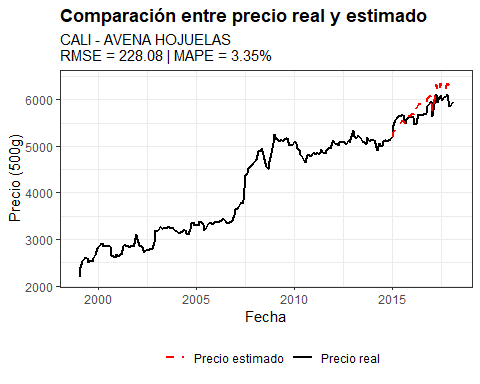 Comparación entre precio real y estimado
CALI - AVENA HOJUELAS
RMSE = 228.08 | MAPE = 3.35%
Precio (500g)
6000
5000
4000
3000
2000
2000 2005 2010 2015
Fecha
Precio estimado Precio real